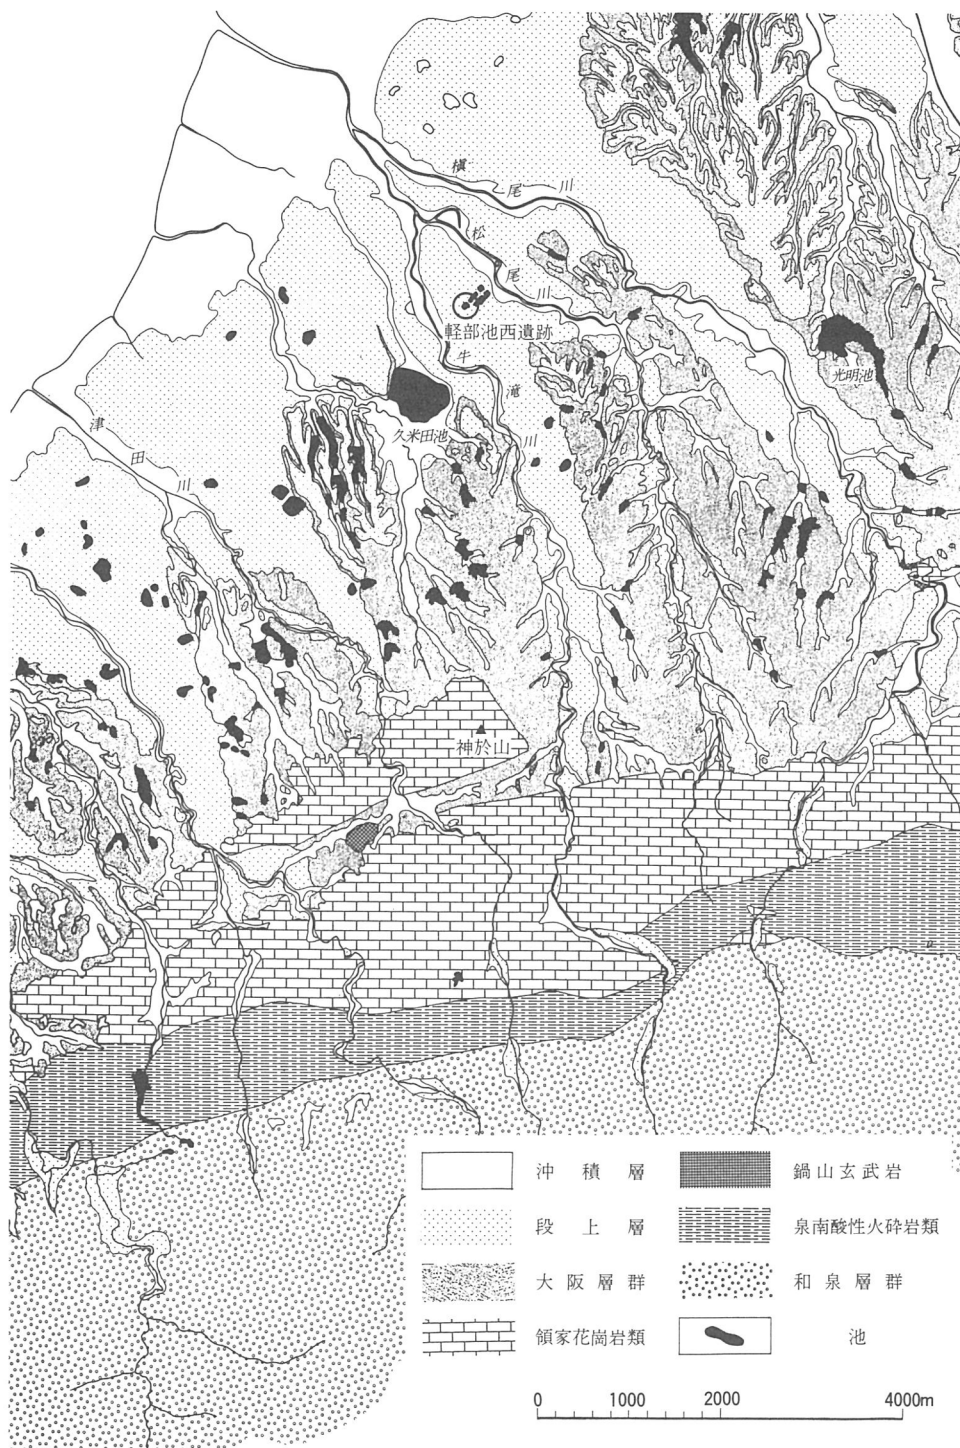 槇尾川
松尾川
軽部池西遺跡
牛滝川
光明池
久米田池
津田川
神於山
沖積層
鍋山玄武岩
段上層
泉南酸性火砕岩類
大阪層群
和泉層群
領家花崗岩類
池
0 1000 2000 4000m